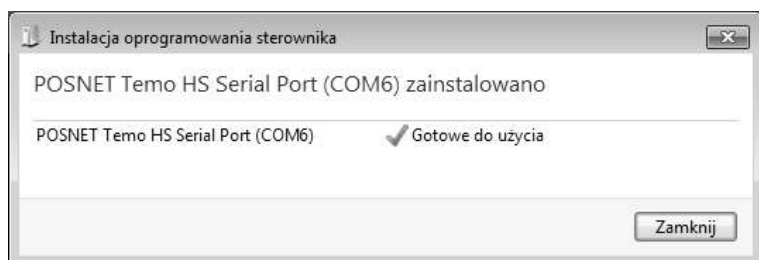 Instalacja oprogramowania sterownika
POSNET Temo HS Serial Port (COM6) zainstalowano
POSNET Temo HS Serial Port (COM6) Gotowe do użycia
Zamknij